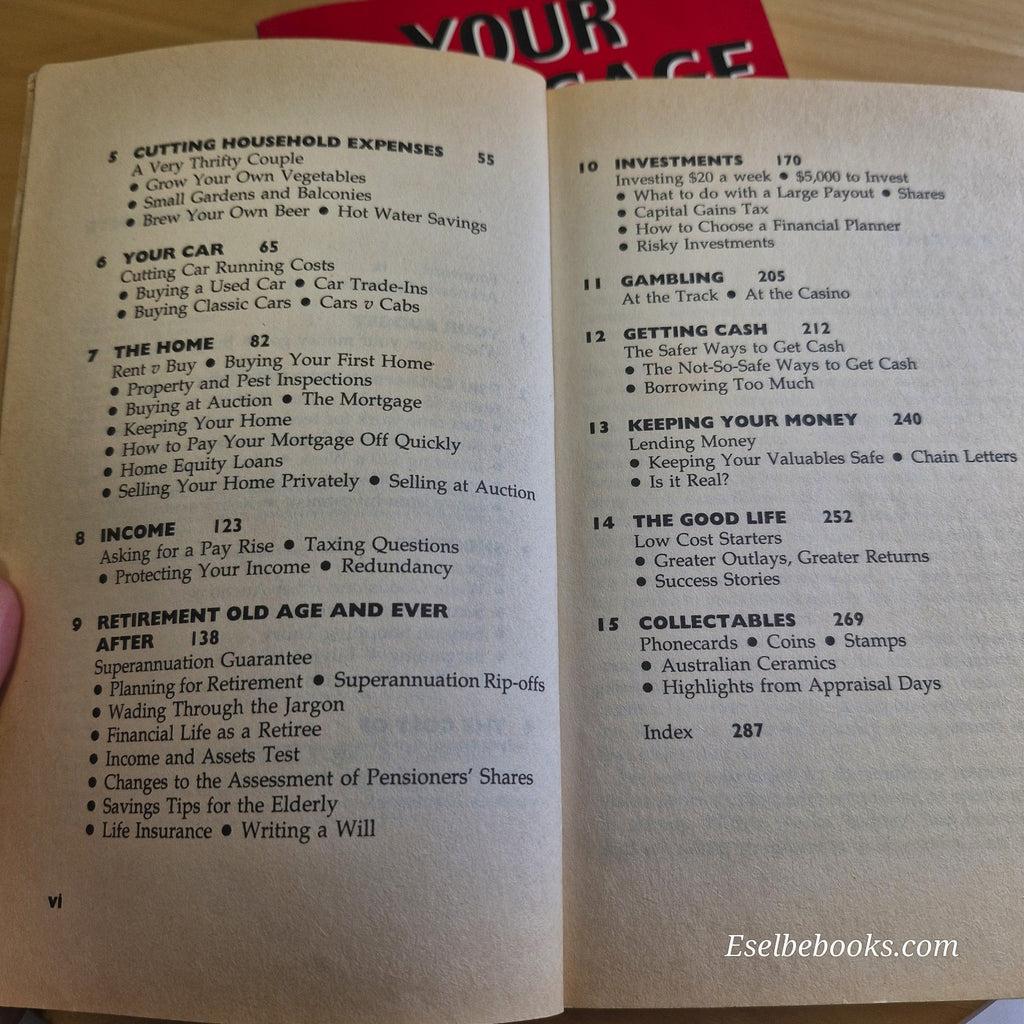 YOUR
5 CUTTING HOUSEHOLD EXPENSES 55
A Very Thrifty Couple
• Grow Your Own Vegetables
• Small Gardens and Balconies
• Brew Your Own Beer • Hot Water Savings
6 YOUR CAR 65
Cutting Car Running Costs
• Buying a Used Car • Car Trade-Ins
• Buying Classic Cars • Cars v Cabs
7 THE HOME 82
Rent v Buy • Buying Your First Home
• Property and Pest Inspections
• Buying at Auction • The Mortgage
• Keeping Your Home
• How to Pay Your Mortgage Off Quickly
• Home Equity Loans
• Selling Your Home Privately • Selling at Auction
8 INCOME 123
Asking for a Pay Rise • Taxing Questions
• Protecting Your Income • Redundancy
9 RETIREMENT OLD AGE AND EVER
AFTER 138
Superannuation Guarantee
• Planning for Retirement • Superannuation Rip-offs
• Wading Through the Jargon
• Financial Life as a Retiree
• Income and Assets Test
• Changes to the Assessment of Pensioners' Shares
• Savings Tips for the Elderly
• Life Insurance • Writing a Will
vi
10 INVESTMENTS 170
Investing $20 a week • $5,000 to Invest
• What to do with a Large Payout • Shares
• Capital Gains Tax
• How to Choose a Financial Planner
• Risky Investments
11 GAMBLING 205
At the Track • At the Casino
12 GETTING CASH 212
The Safer Ways to Get Cash
• The Not-So-Safe Ways to Get Cash
• Borrowing Too Much
13 KEEPING YOUR MONEY 240
Lending Money
• Keeping Your Valuables Safe • Chain Letters
• Is it Real?
14 THE GOOD LIFE 252
Low Cost Starters
• Greater Outlays, Greater Returns
• Success Stories
15 COLLECTABLES 269
Phonecards • Coins • Stamps
• Australian Ceramics
• Highlights from Appraisal Days
Index 287
Eselbebooks.com